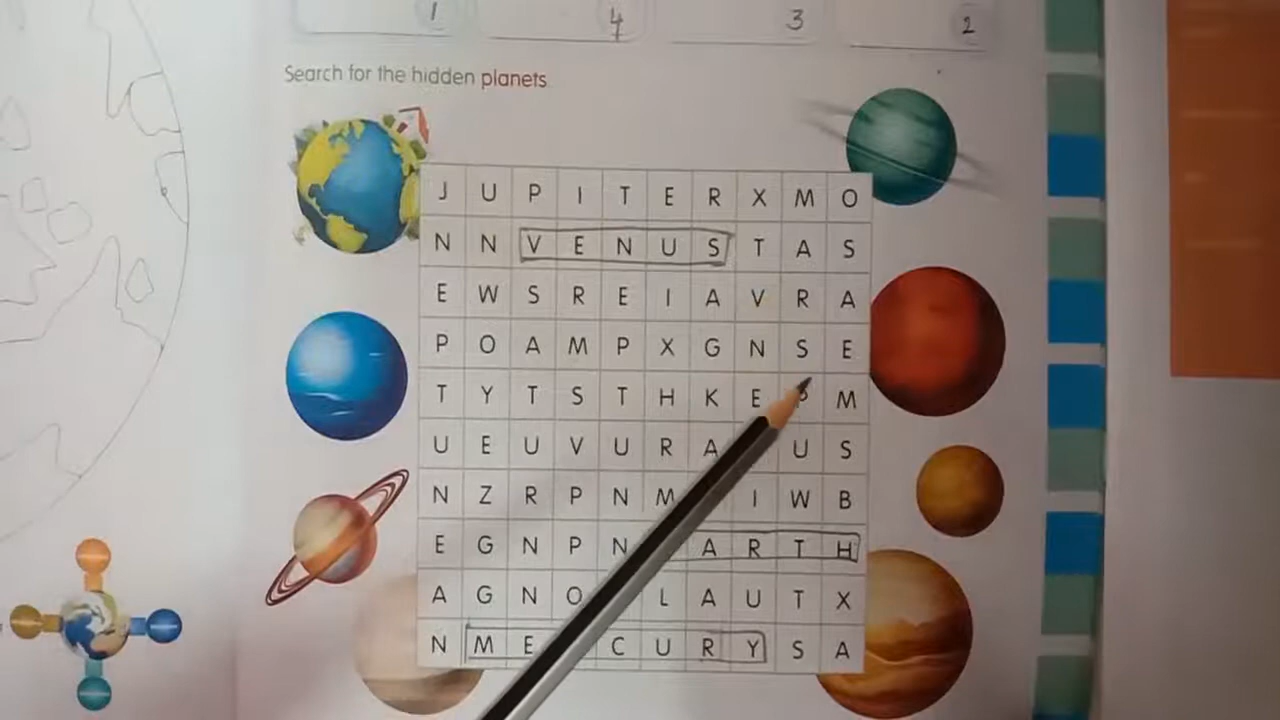 1 4 3 2
Search for the hidden planets
J U P I T E R X M O
N N V E N U S T A S
E W S R E I A V R A
P O A M P X G N S E
T Y T S T H K E M
U E U V U R A U S
N Z R P N M I W B
E G N P N A R T H
A G N O L A U T X
N M E C U R Y S A